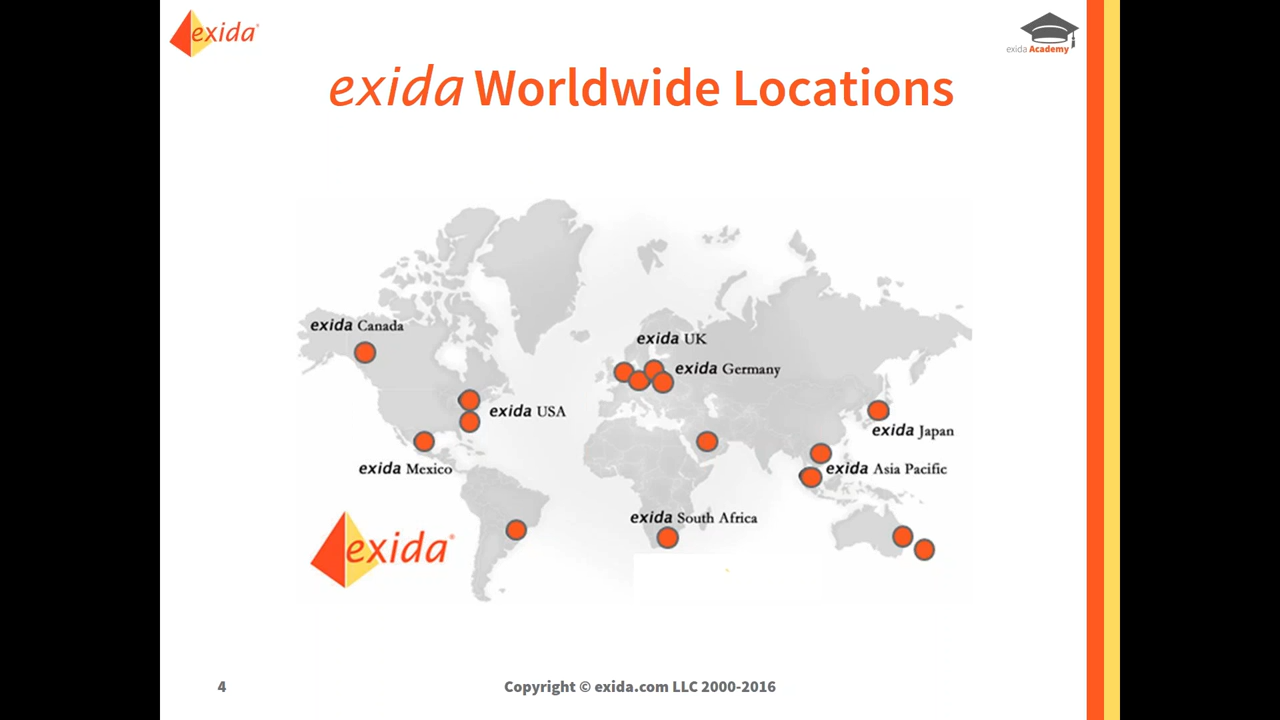 exida®
exida Academy
exida Worldwide Locations
exida Canada
exida UK
exida Germany
exida USA
exida Japan
exida Mexico
exida Asia Pacific
exida South Africa
exida®
4
Copyright © exida.com LLC 2000-2016